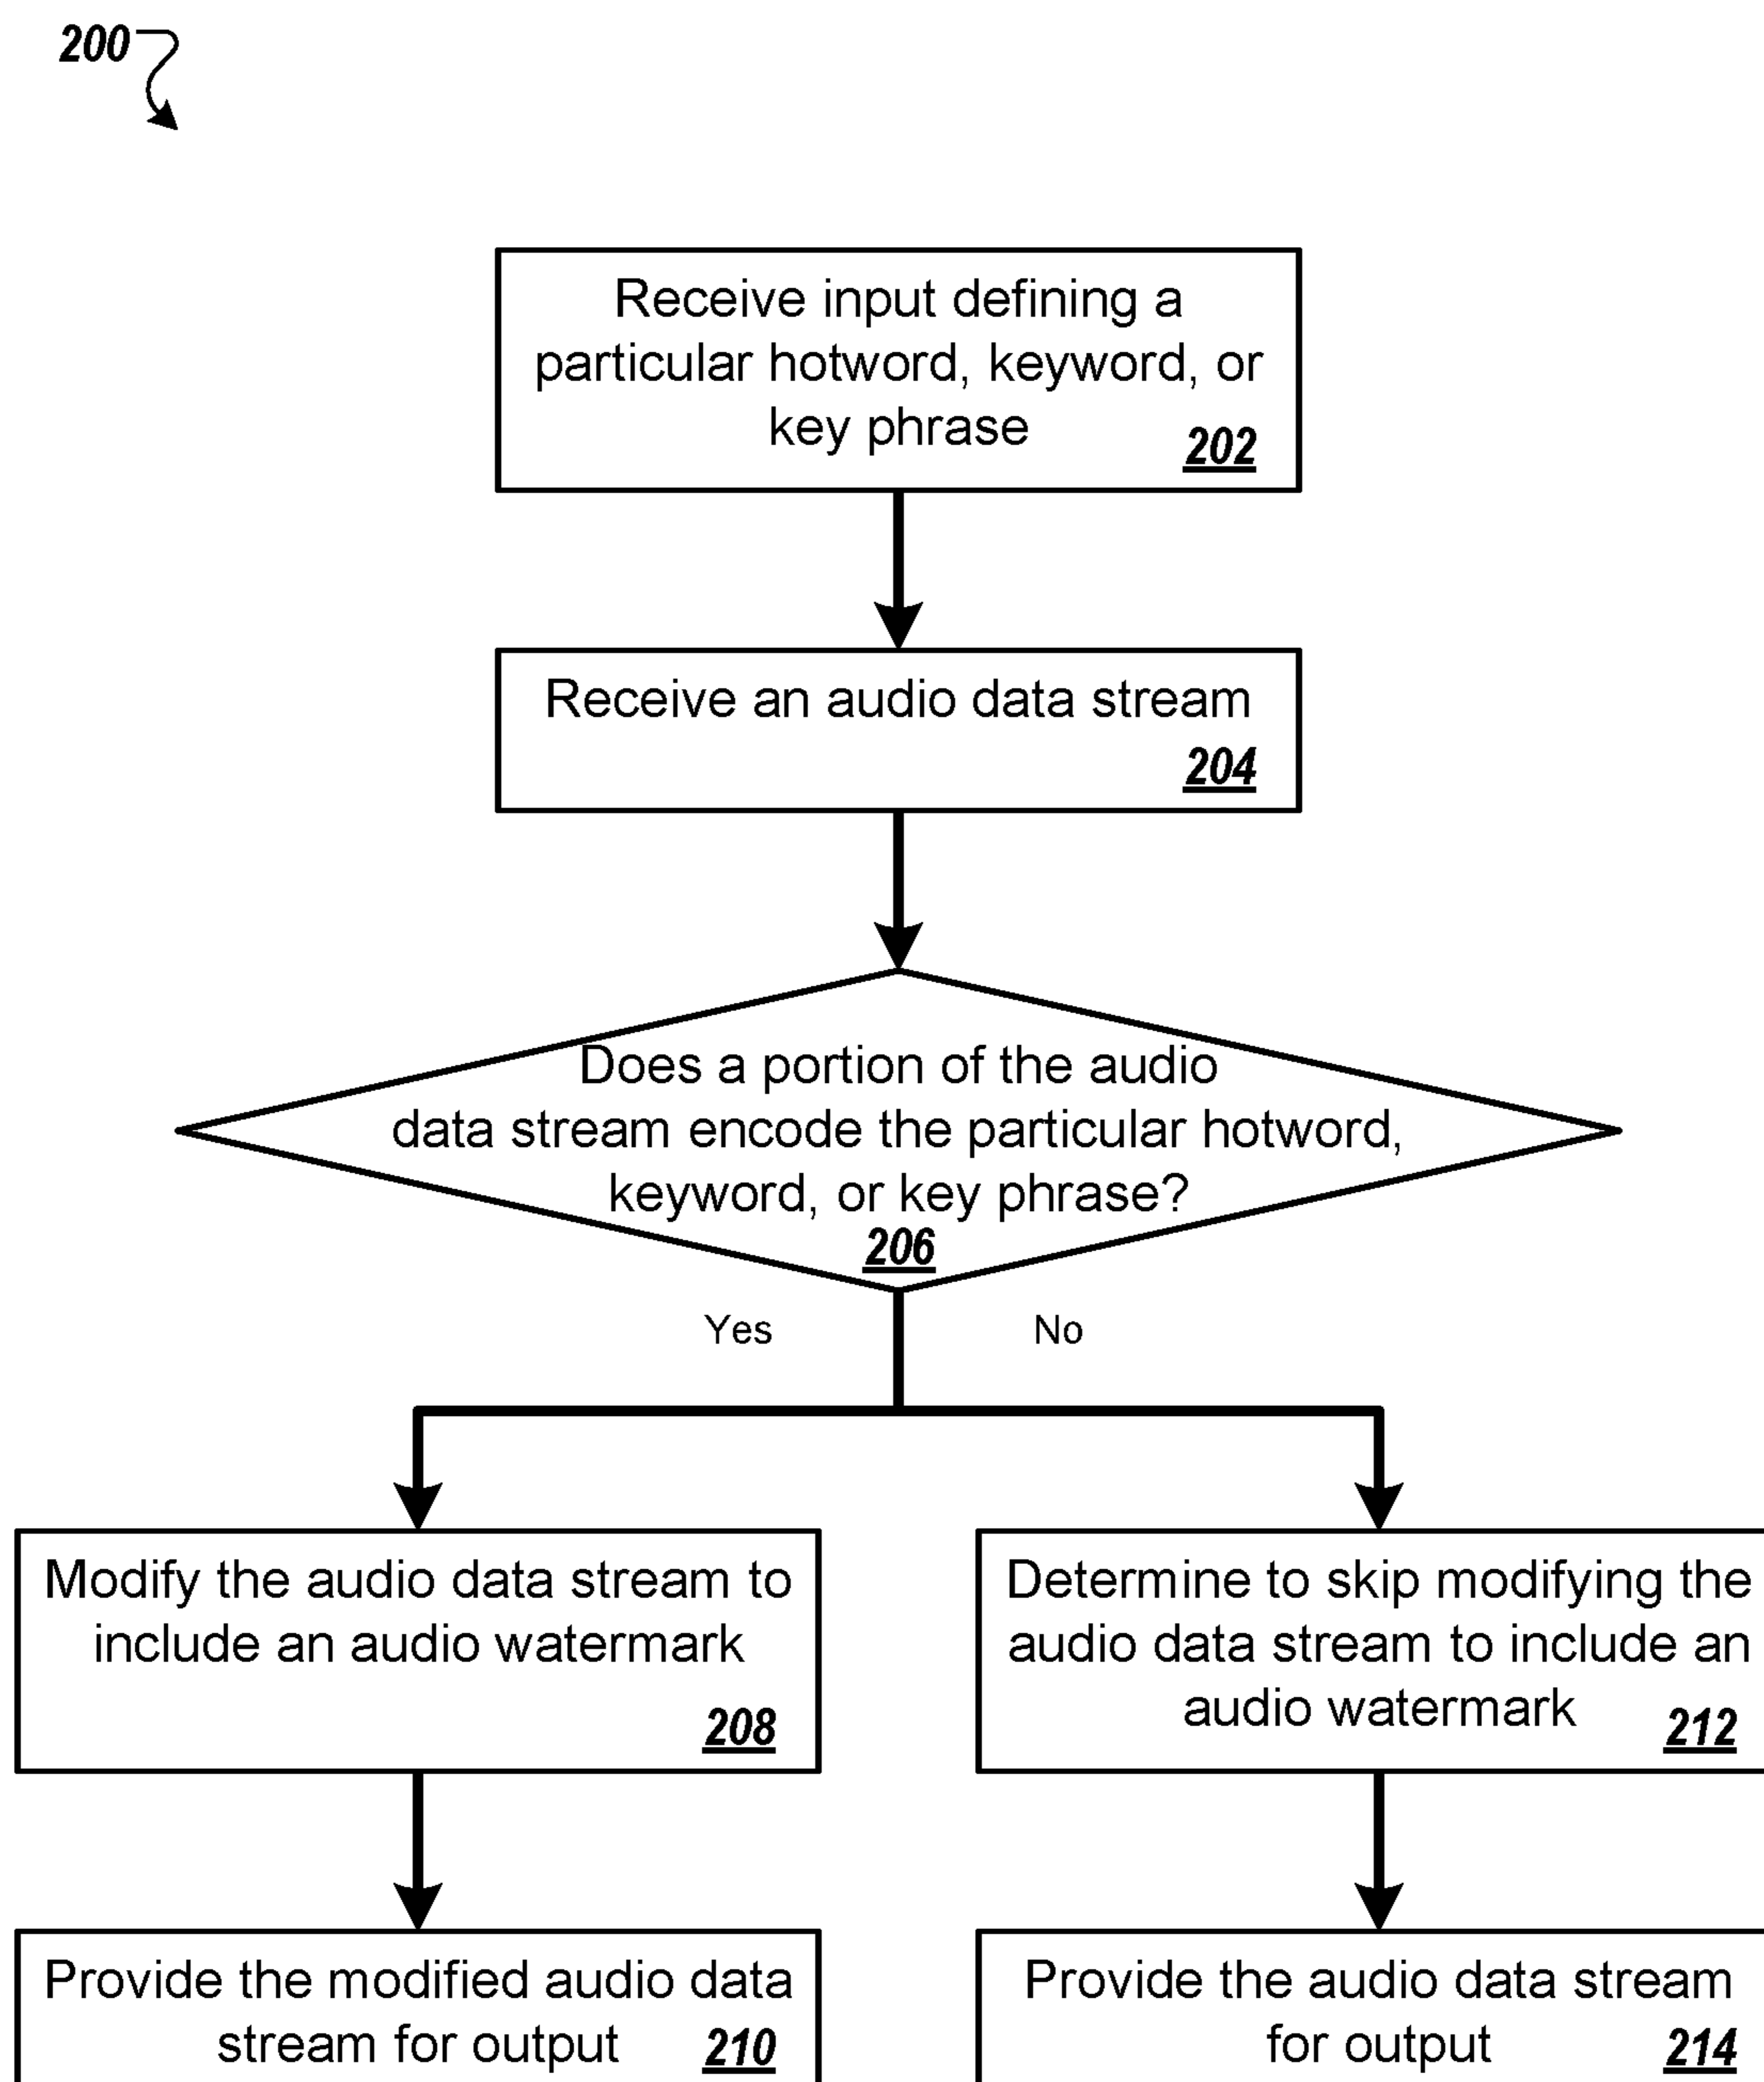 200
Receive input defining a
particular hotword, keyword, or
key phrase
202
Receive an audio data stream
204
Does a portion of the audio
data stream encode the particular hotword,
keyword, or key phrase?
206
Yes
No
Modify the audio data stream to
include an audio watermark
208
Determine to skip modifying the
audio data stream to include an
audio watermark
212
Provide the modified audio data
stream for output
210
Provide the audio data stream
for output
214